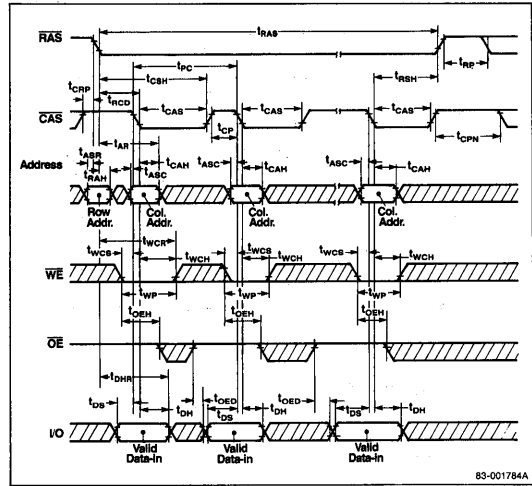 RAS
tRAS
tPC
tCSH
tRSH
tRP
tCRP
tRCD
tCAS
tCAS
tCAS
CAS
tCP
tCPN
tAR
tASR
tCAH
tASC
tCAH
tASC
tCAH
Address
tRAH
tASC
Row Addr.
Col. Addr.
Col. Addr.
Col. Addr.
tWCR
tWCS
tWCH
tWCS
tWCH
tWCS
tWCH
WE
tWP
tWP
tWP
tOEH
tOEH
tOEH
OE
tDHR
tOED
tOED
tDS
tDH
tDS
tDH
tDS
tDH
I/O
Valid Data-in
Valid Data-in
Valid Data-in
83-001784A